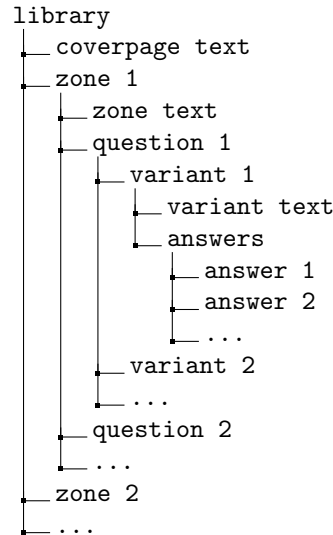 library
coverpage text
zone 1
zone text
question 1
variant 1
variant text
answers
answer 1
answer 2
...
variant 2
...
question 2
...
zone 2
...